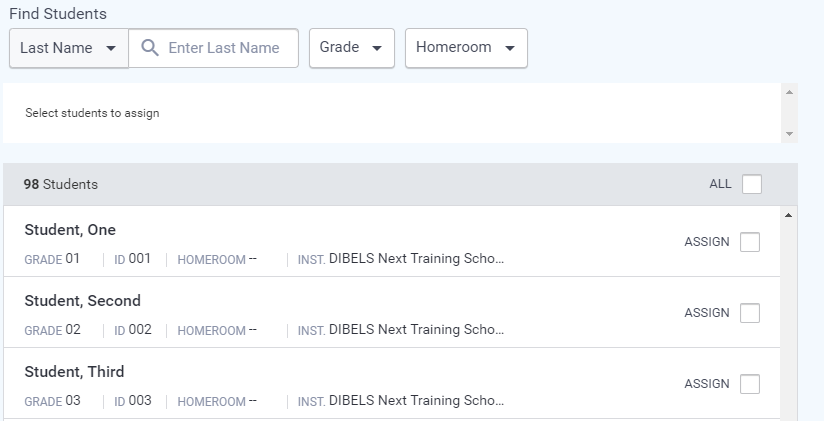 Find Students
Last Name Enter Last Name Grade Homeroom
Select students to assign
98 Students ALL
Student, One
GRADE 01 ID 001 HOMEROOM -- INST. DIBELS Next Training Scho... ASSIGN
Student, Second
GRADE 02 ID 002 HOMEROOM -- INST. DIBELS Next Training Scho... ASSIGN
Student, Third
GRADE 03 ID 003 HOMEROOM -- INST. DIBELS Next Training Scho... ASSIGN